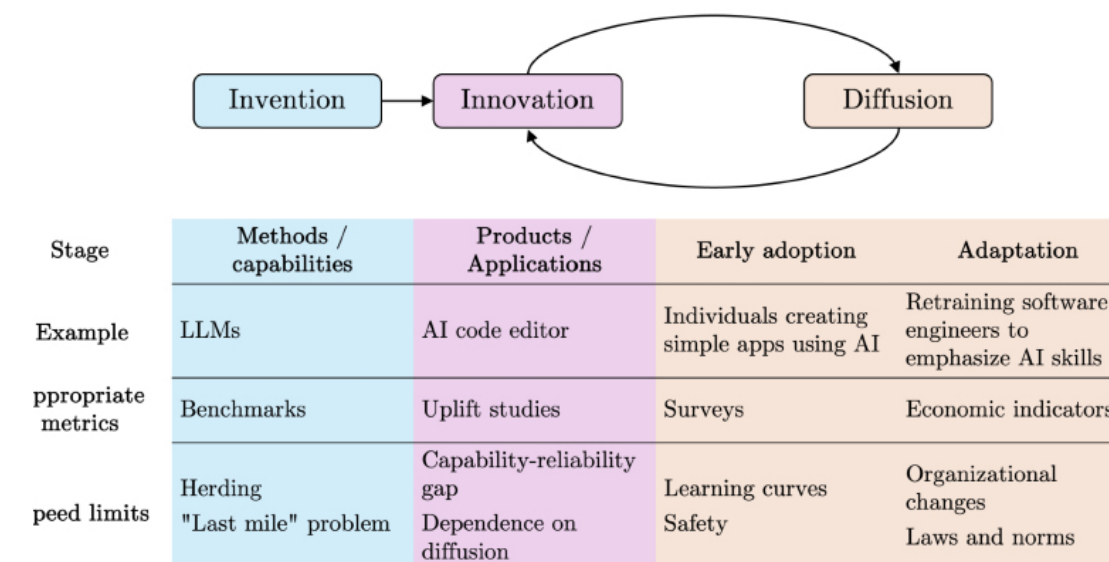 Invention
Innovation
Diffusion
Stage
Methods /
capabilities
Products /
Applications
Early adoption
Adaptation
Example
LLMs
AI code editor
Individuals creating
simple apps using AI
Retraining software
engineers to
emphasize AI skills
ppropriate
metrics
Benchmarks
Uplift studies
Surveys
Economic indicators
peed limits
Herding
"Last mile" problem
Capability-reliability
gap
Dependence on
diffusion
Learning curves
Safety
Organizational
changes
Laws and norms